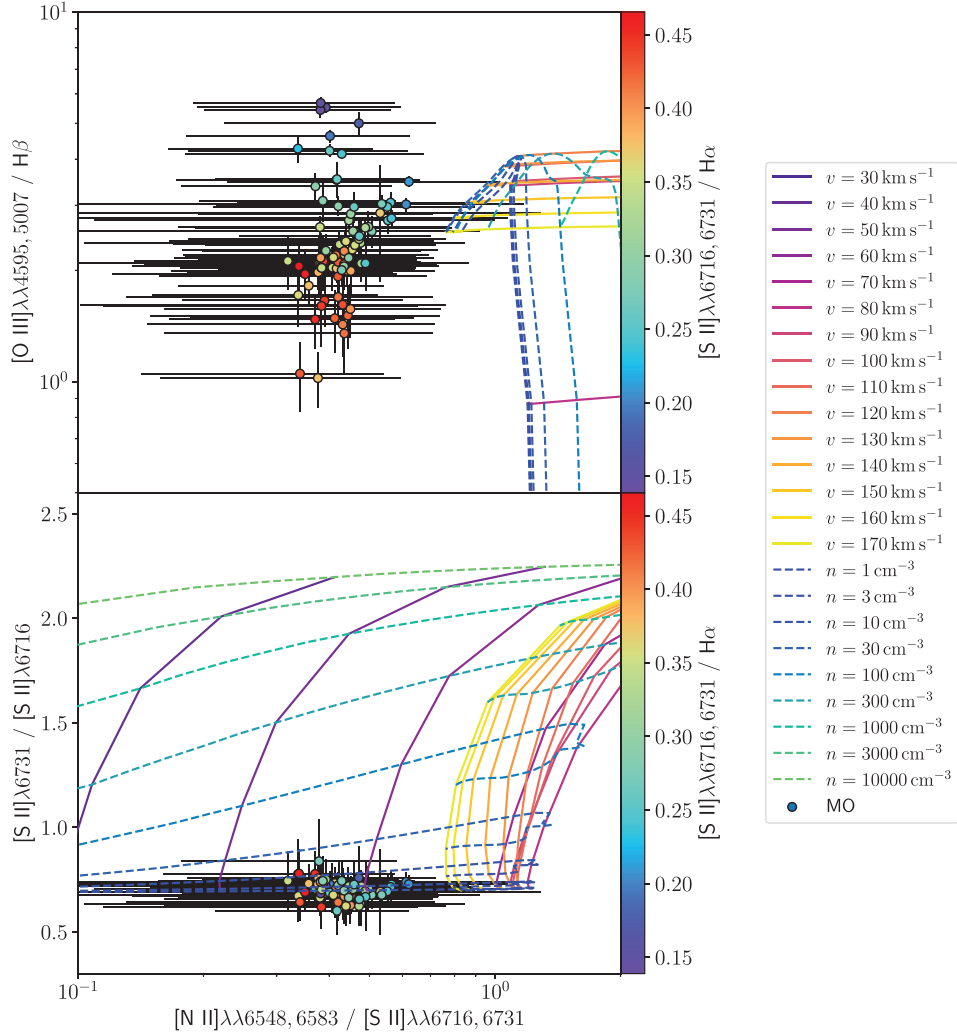 10^1
10^0
[O III]λλ4595, 5007 / Hβ
0.45
0.40
0.35
0.30
0.25
0.20
0.15
[S II]λλ6716, 6731 / Hα
2.5
2.0
1.5
1.0
0.5
[S II]λ6731 / [S II]λ6716
0.45
0.40
0.35
0.30
0.25
0.20
0.15
[S II]λλ6716, 6731 / Hα
10^−1
10^0
[N II]λλ6548, 6583 / [S II]λλ6716, 6731
v = 30 km s^−1
v = 40 km s^−1
v = 50 km s^−1
v = 60 km s^−1
v = 70 km s^−1
v = 80 km s^−1
v = 90 km s^−1
v = 100 km s^−1
v = 110 km s^−1
v = 120 km s^−1
v = 130 km s^−1
v = 140 km s^−1
v = 150 km s^−1
v = 160 km s^−1
v = 170 km s^−1
n = 1 cm^−3
n = 3 cm^−3
n = 10 cm^−3
n = 30 cm^−3
n = 100 cm^−3
n = 300 cm^−3
n = 1000 cm^−3
n = 3000 cm^−3
n = 10000 cm^−3
MO